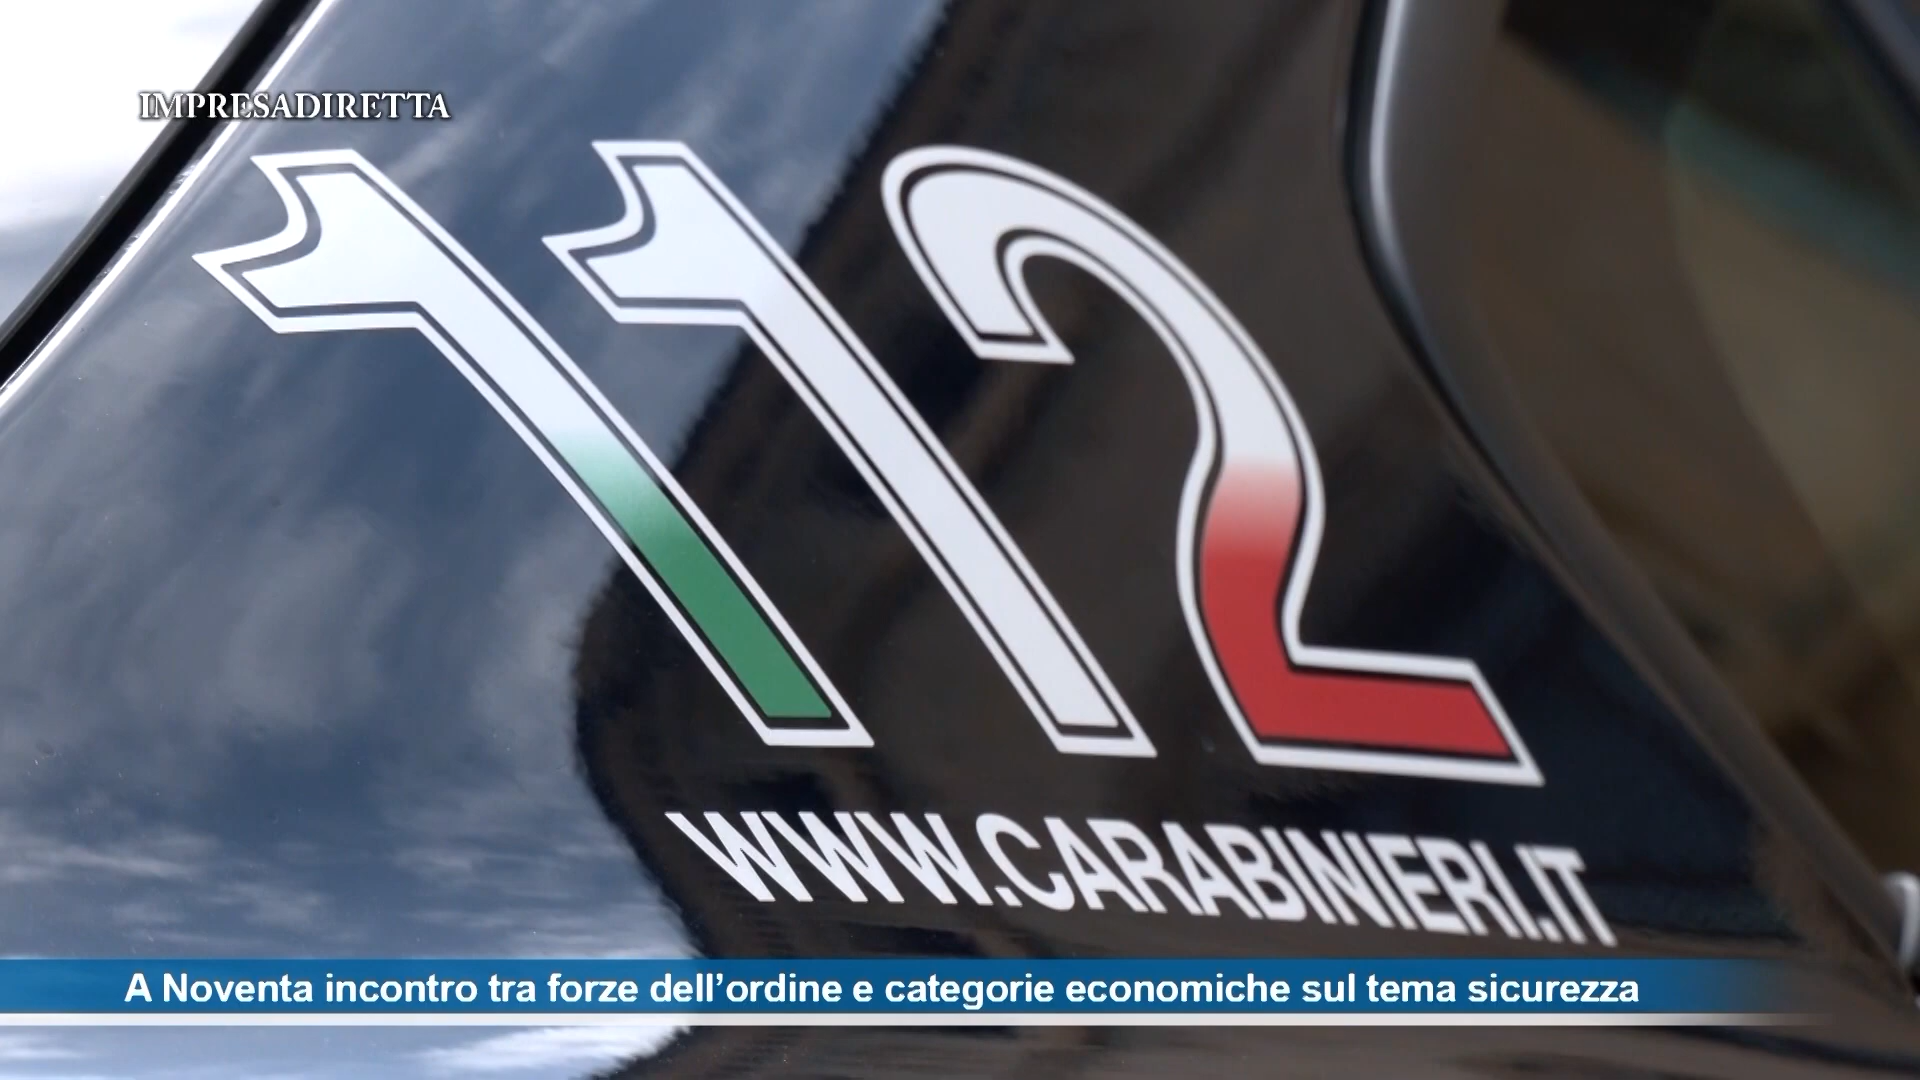 IMPRESADIRETTA
112
WWW.CARABINIERI.IT
A Noventa incontro tra forze dell’ordine e categorie economiche sul tema sicurezza